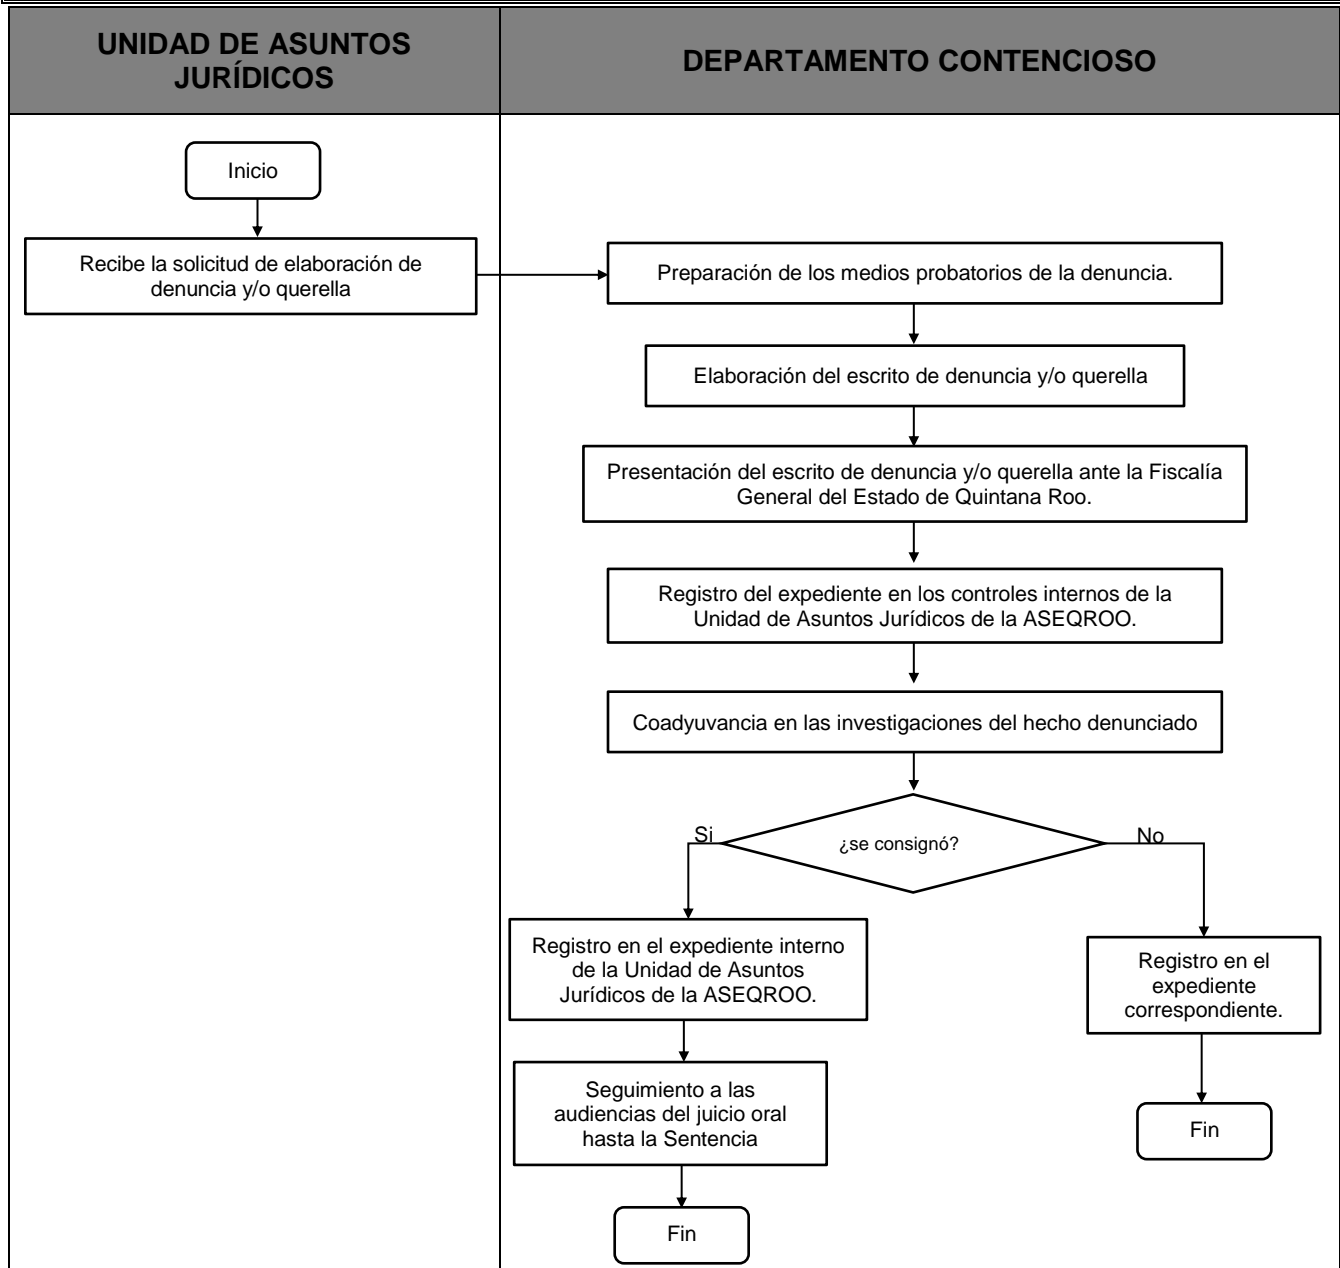 UNIDAD DE ASUNTOS
JURÍDICOS
DEPARTAMENTO CONTENCIOSO
Inicio
Recibe la solicitud de elaboración de
denuncia y/o querella
Preparación de los medios probatorios de la denuncia.
Elaboración del escrito de denuncia y/o querella
Presentación del escrito de denuncia y/o querella ante la Fiscalía
General del Estado de Quintana Roo.
Registro del expediente en los controles internos de la
Unidad de Asuntos Jurídicos de la ASEQROO.
Coadyuvancia en las investigaciones del hecho denunciado
¿se consignó?
Si
No
Registro en el expediente interno
de la Unidad de Asuntos
Jurídicos de la ASEQROO.
Registro en el
expediente
correspondiente.
Seguimiento a las
audiencias del juicio oral
hasta la Sentencia
Fin
Fin